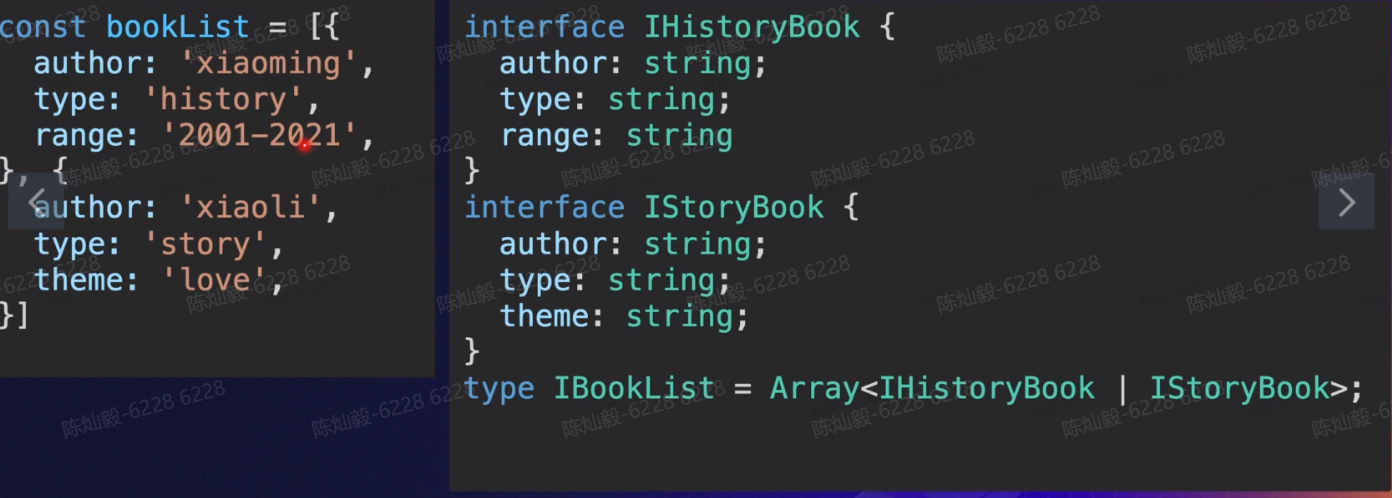 const bookList = [{
  author: 'xiaoming',
  type: 'history',
  range: '2001-2021',
}, {
  author: 'xiaoli',
  type: 'story',
  theme: 'love',
}]
interface IHistoryBook {
  author: string;
  type: string;
  range: string
}
interface IStoryBook {
  author: string;
  type: string;
  theme: string;
}
type IBookList = Array<IHistoryBook | IStoryBook>;
陈灿毅-6228 6228